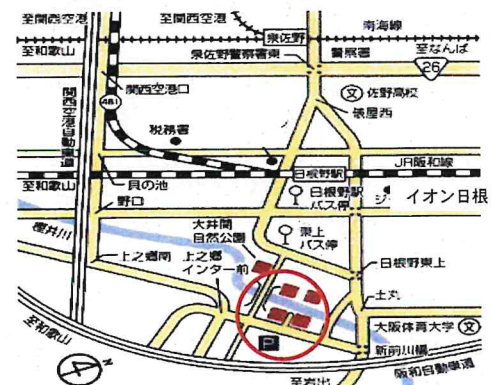 至関西空港
至関西空港
南海線
泉佐野
至和歌山
泉佐野警察署東
警察署
至なんば
26
関西空港口
文
佐野高校
俵屋西
481
関西空港自動車道
税務署
日根野駅
JR阪和線
至和歌山
貝の池
日根野駅
バス停
イオン日根
野口
大井関
自然公園
東上
バス停
樫井川
上之郷南
上之郷
インター前
日根野東上
土丸
大阪体育大学
文
P
至和歌山
新前川橋
阪和自動車道
N
至岩出